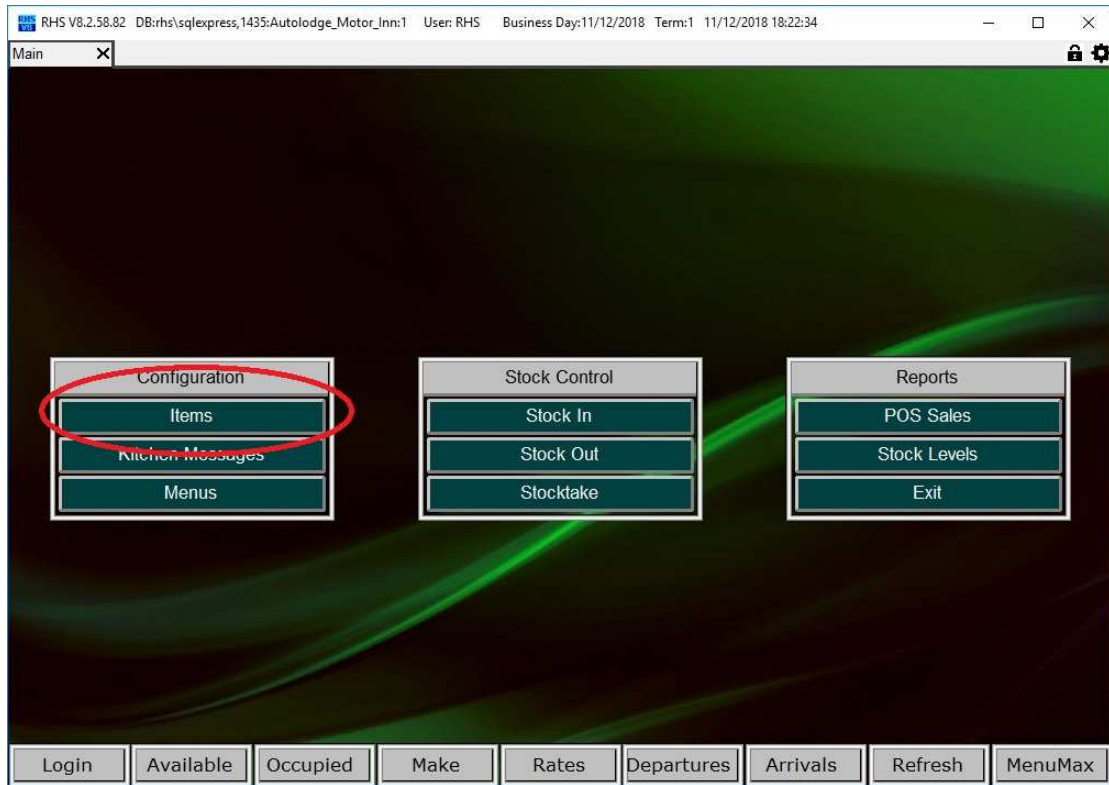 RHS V8.2.58.82 DB:rhs\sqlexpress,1435:Autolodge_Motor_Inn:1 User: RHS Business Day:11/12/2018 Term:1 11/12/2018 18:22:34
Main
Configuration
Items
Kitchen Messages
Menus
Stock Control
Stock In
Stock Out
Stocktake
Reports
POS Sales
Stock Levels
Exit
Login Available Occupied Make Rates Departures Arrivals Refresh MenuMax